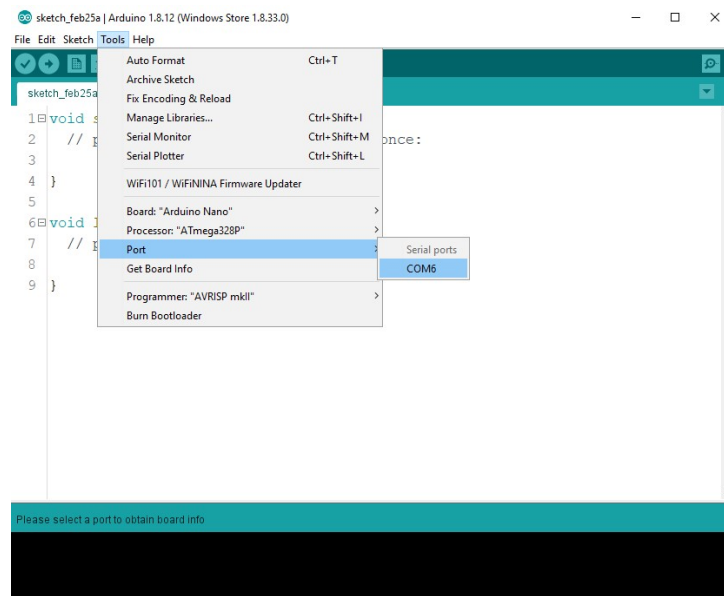 sketch_feb25a | Arduino 1.8.12 (Windows Store 1.8.33.0)
File Edit Sketch Tools Help
sketch_feb25a
Auto Format Ctrl+T
Archive Sketch
Fix Encoding & Reload
Manage Libraries... Ctrl+Shift+I
Serial Monitor Ctrl+Shift+M
Serial Plotter Ctrl+Shift+L
WiFi101 / WiFiNINA Firmware Updater
Board: "Arduino Nano"
Processor: "ATmega328P"
Port
Get Board Info
Programmer: "AVRISP mkII"
Burn Bootloader
Serial ports
COM6
1 void
2 // once:
3
4 }
5
6 void
7 //
8
9 }
Please select a port to obtain board info